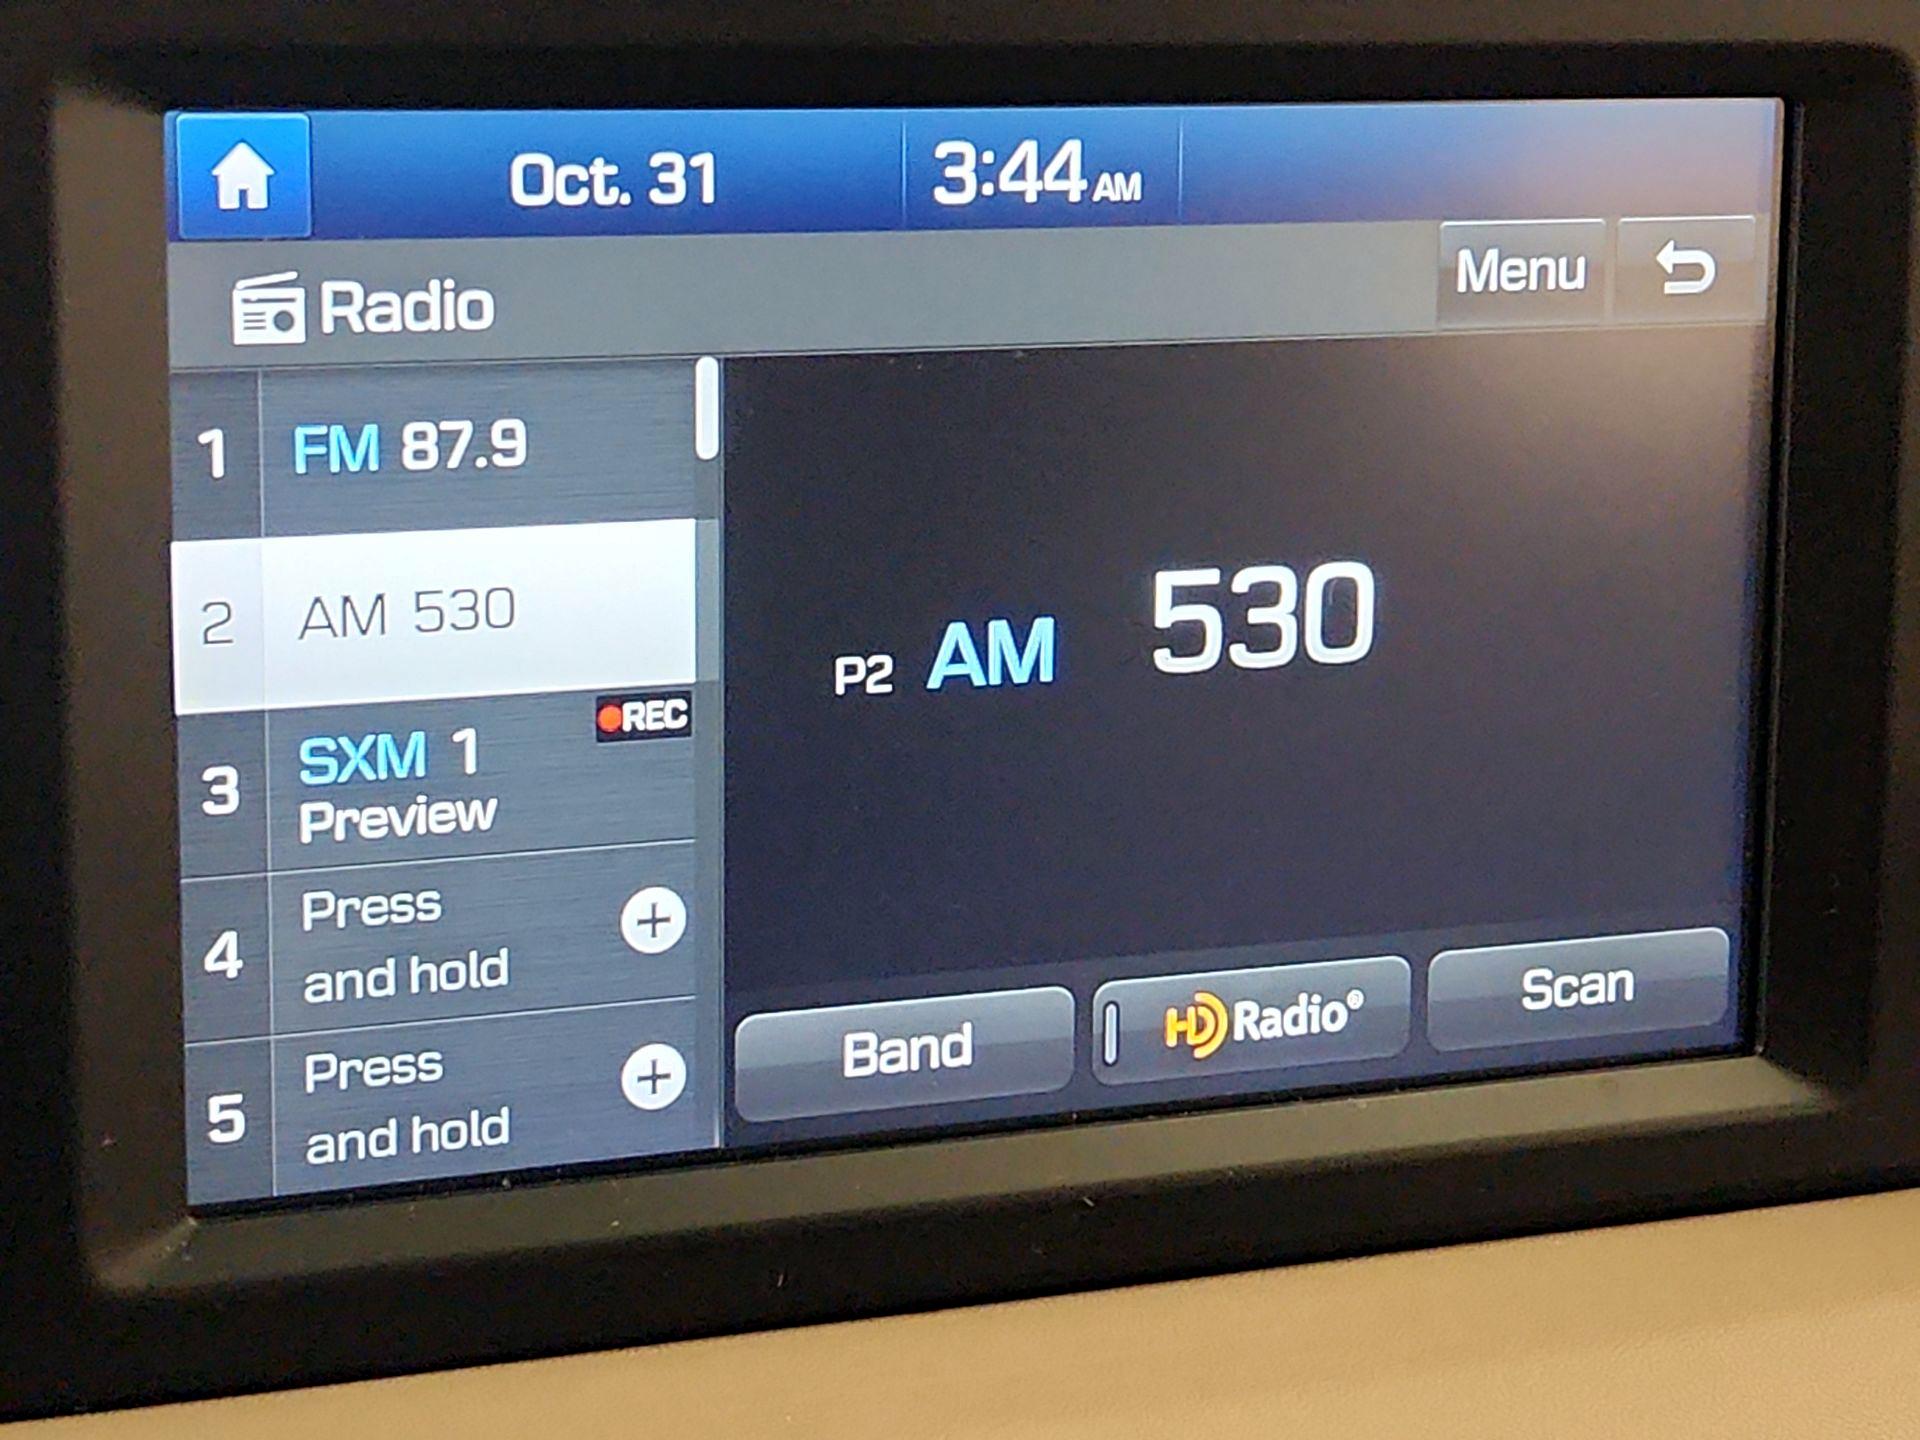 Oct. 31
3:44 AM
Radio
Menu
1 FM 87.9
2 AM 530
3 SXM 1 REC
Preview
4 Press
and hold
5 Press
and hold
P2 AM 530
Band
HD Radio®
Scan